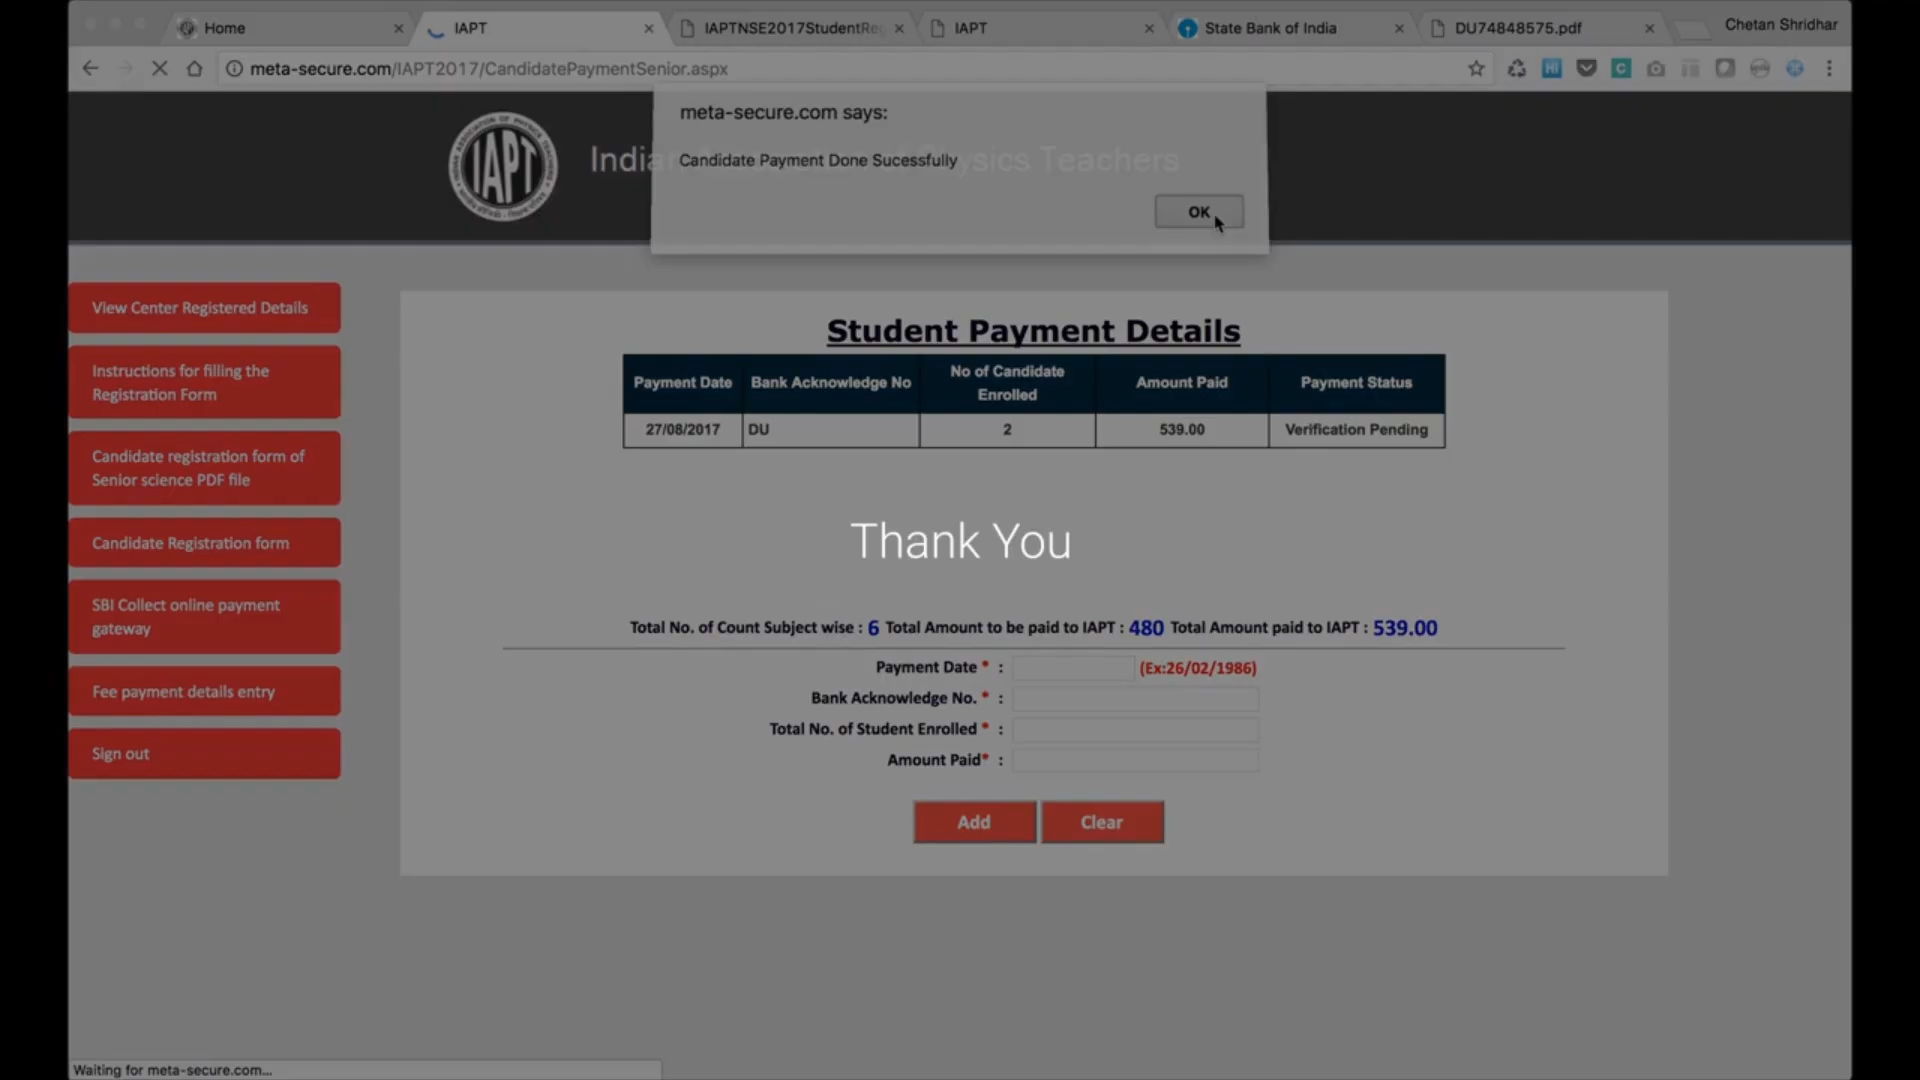 Home
IAPT
IAPTNSE2017StudentReg
IAPT
State Bank of India
DU74848575.pdf
Chetan Shridhar
meta-secure.com/IAPT2017/CandidatePaymentSenior.aspx
meta-secure.com says:
Candidate Payment Done Sucessfully
OK
IAPT
India
ysics Teachers
View Center Registered Details
Instructions for filling the
Registration Form
Candidate registration form of
Senior science PDF file
Candidate Registration form
SBI Collect online payment
gateway
Fee payment details entry
Sign out
Student Payment Details
Payment Date Bank Acknowledge No No of Candidate Enrolled Amount Paid Payment Status
27/08/2017 DU 2 539.00 Verification Pending
Thank You
Total No. of Count Subject wise : 6 Total Amount to be paid to IAPT : 480 Total Amount paid to IAPT : 539.00
Payment Date * : (Ex:26/02/1986)
Bank Acknowledge No. * :
Total No. of Student Enrolled * :
Amount Paid* :
Add Clear
Waiting for meta-secure.com...